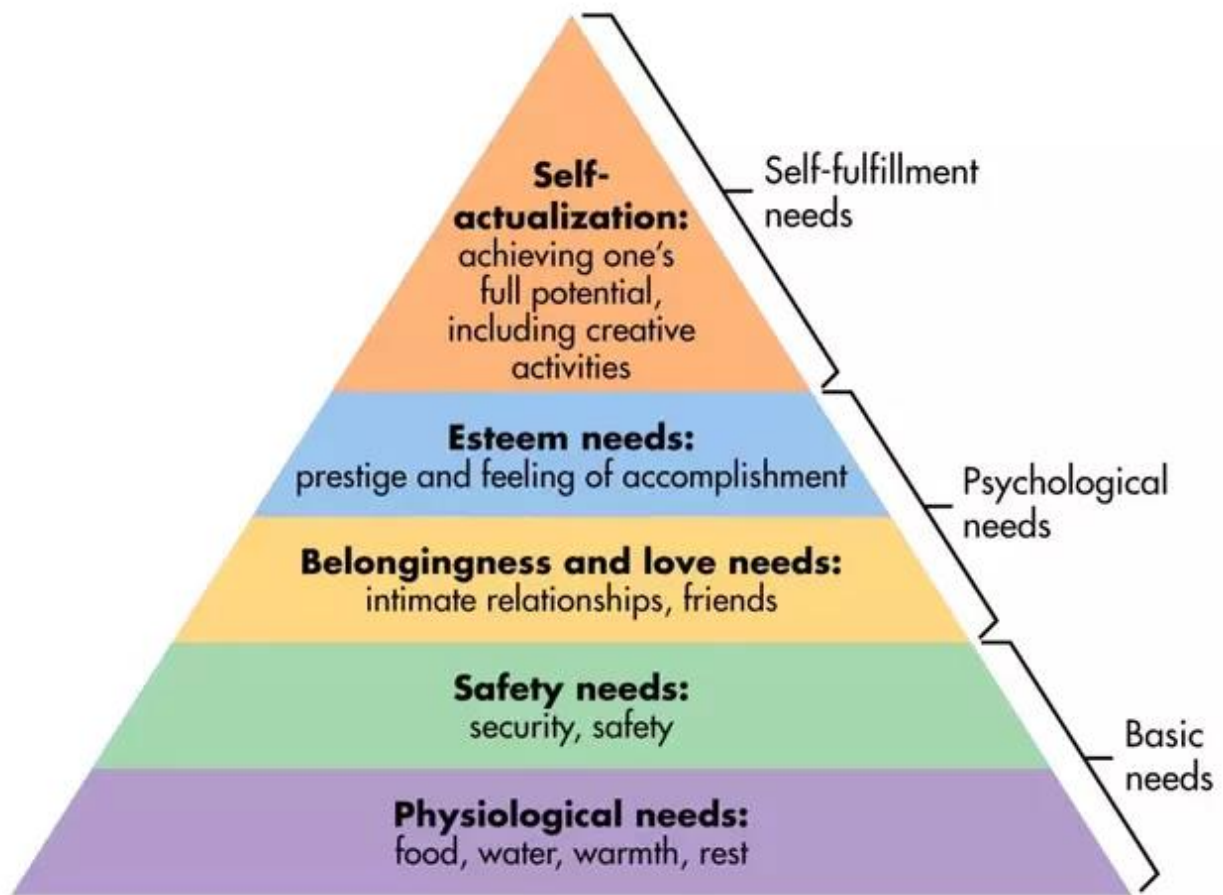 Self-
actualization:
achieving one's
full potential,
including creative
activities
Self-fulfillment
needs
Esteem needs:
prestige and feeling of accomplishment
Psychological
needs
Belongingness and love needs:
intimate relationships, friends
Safety needs:
security, safety
Basic
needs
Physiological needs:
food, water, warmth, rest